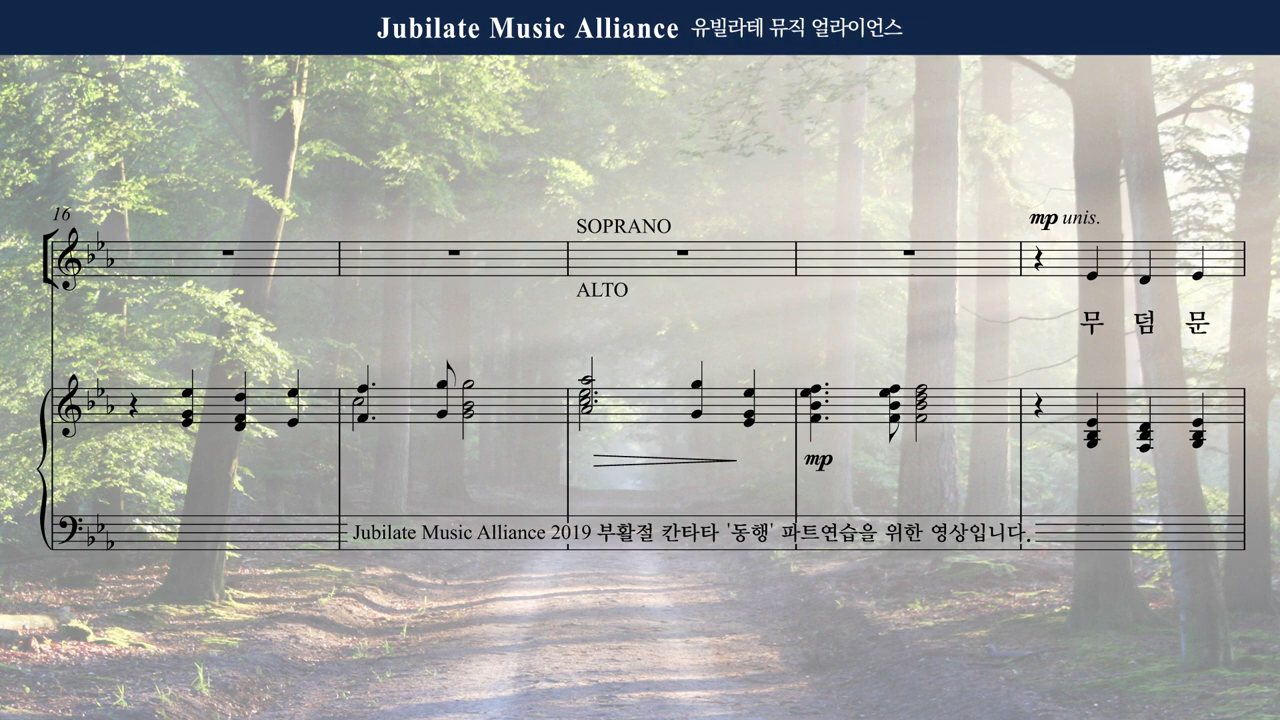 Jubilate Music Alliance 유빌라테 뮤직 얼라이언스
16
SOPRANO
mp unis.
ALTO
무 덤 문
mp
Jubilate Music Alliance 2019 부활절 칸타타 '동행' 파트연습을 위한 영상입니다.